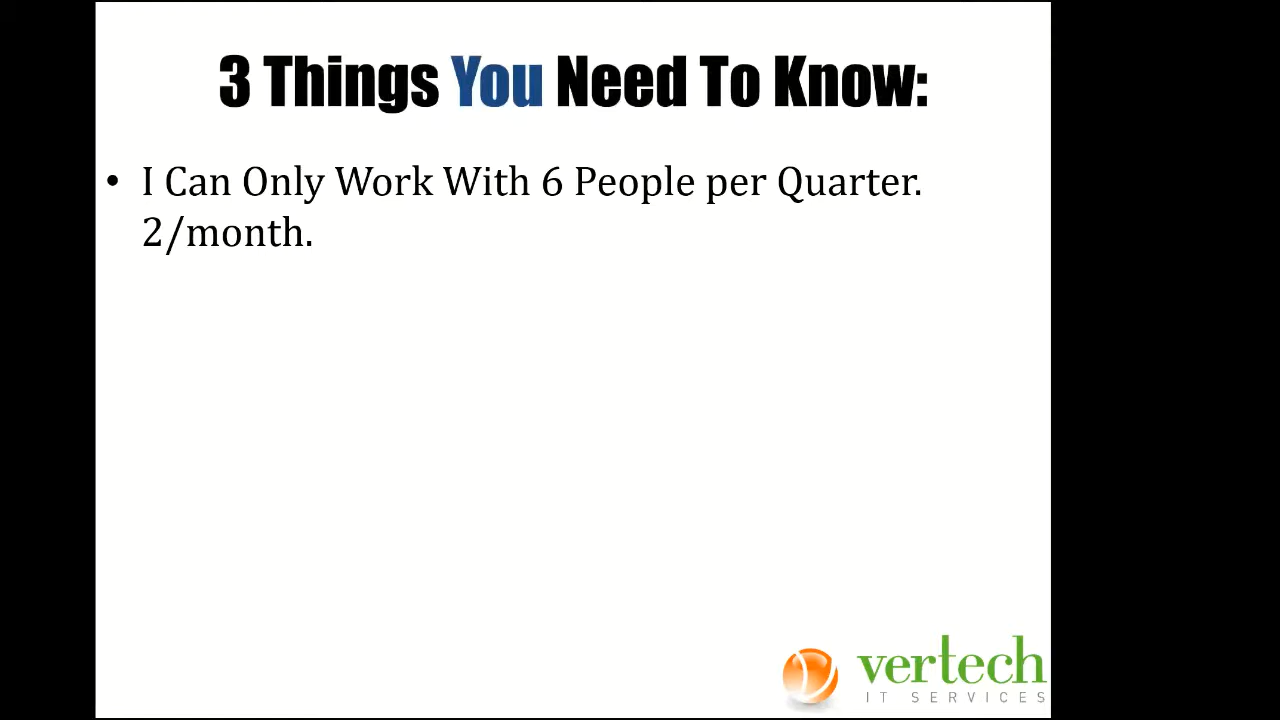 3 Things You Need To Know:
• I Can Only Work With 6 People per Quarter.
2/month.
vertech
IT SERVICES